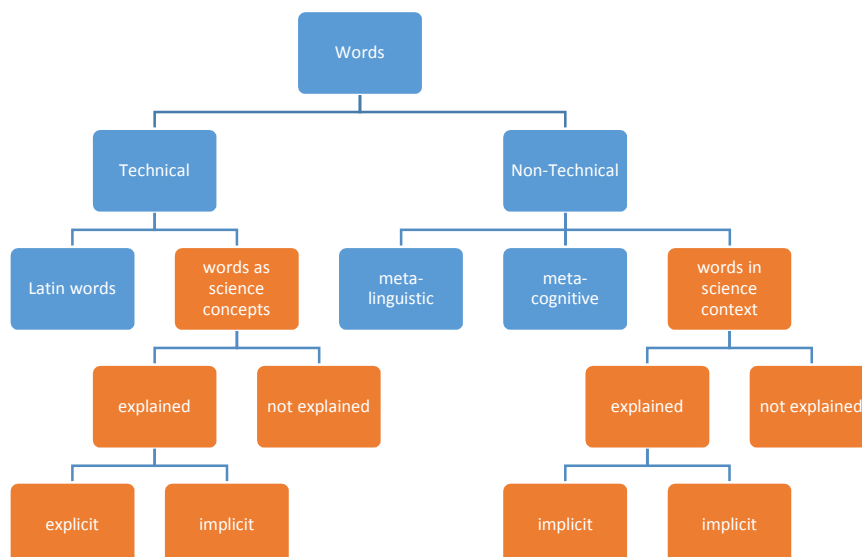 Words
Technical
Non-Technical
Latin words
words as
science
concepts
meta-
linguistic
meta-
cognitive
words in
science
context
explained
not explained
explained
not explained
explicit
implicit
implicit
implicit